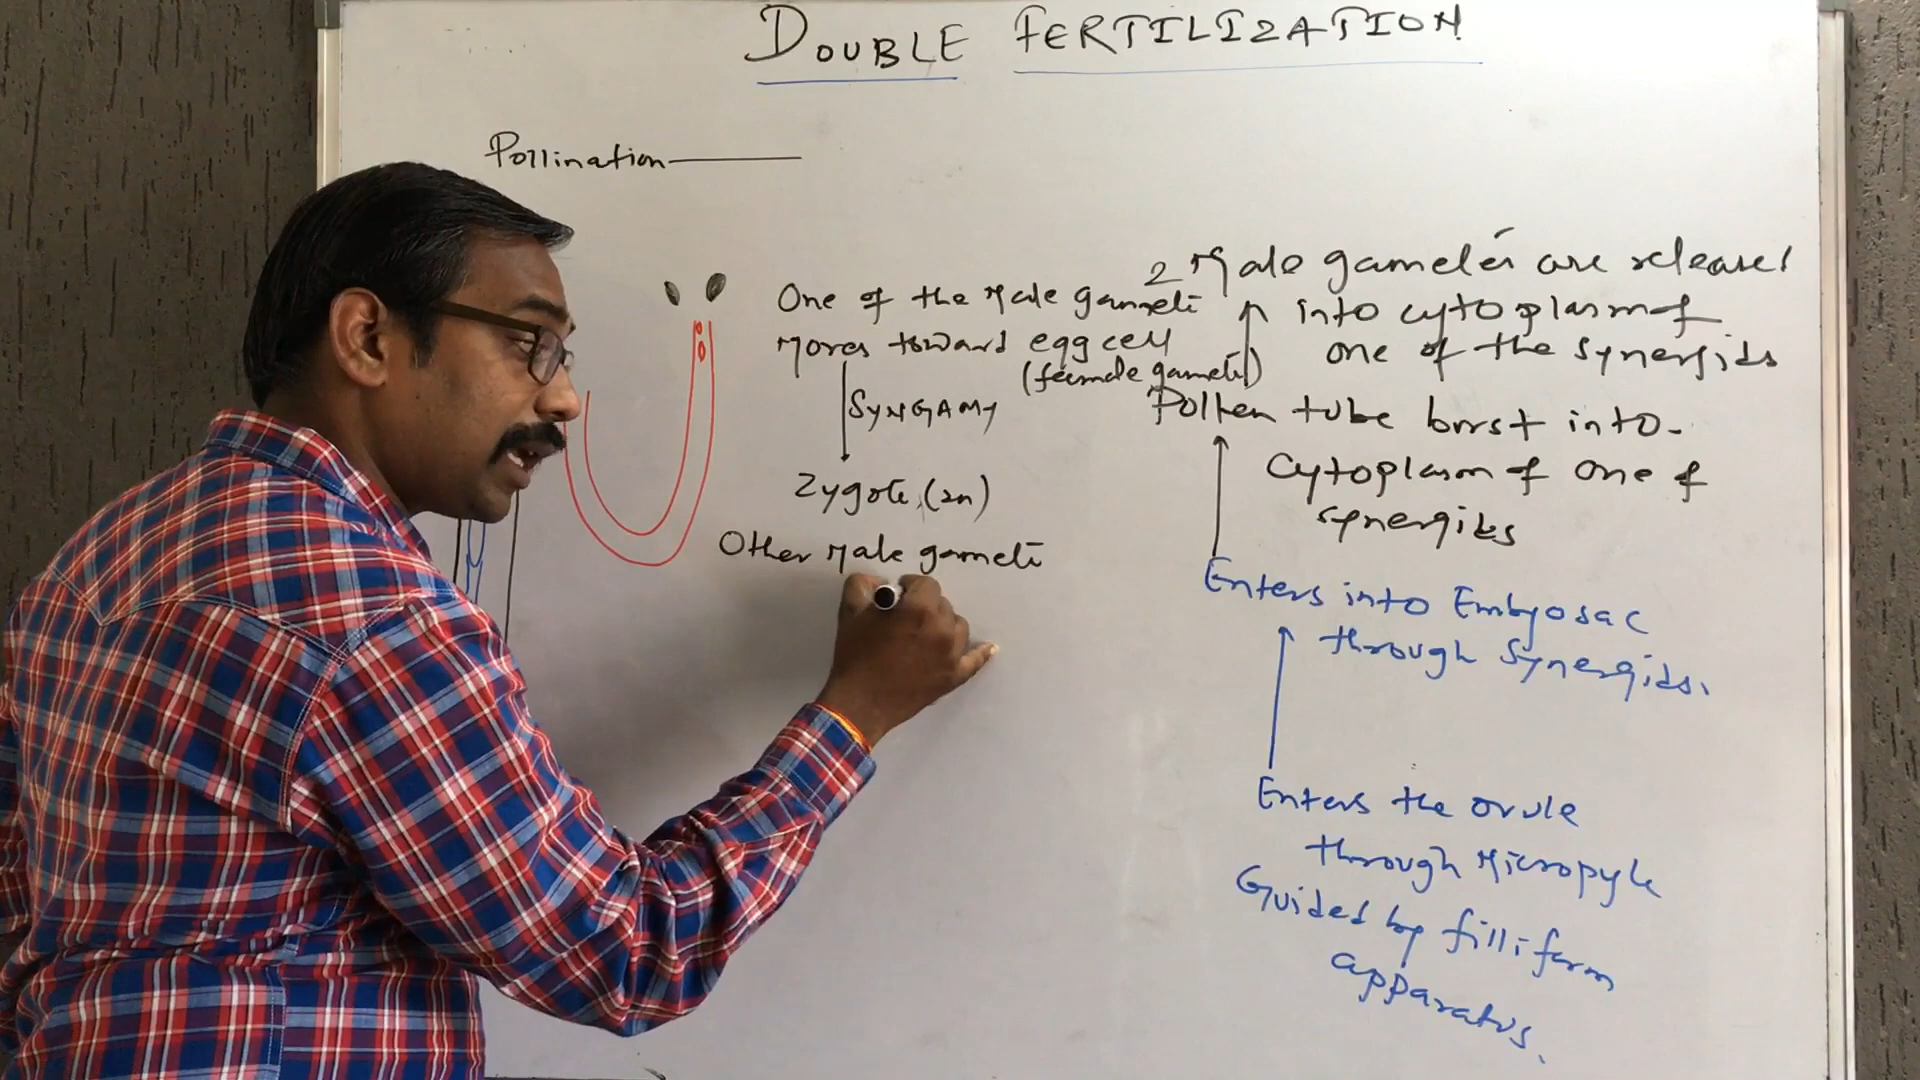 DOUBLE FERTILIZATION
Pollination
One of the Male gamete
moves toward egg cell
(female gamete)
SYNGAMY
Zygote (2n)
Other Male gamete
2 Male gametes are released
into cytoplasm of
one of the synergids
Pollen tube burst into
Cytoplasm of one of
synergids
Enters into Embyosac
through Synergids.
Enters the ovule
through Micropyle
Guided by filliform
apparatus.